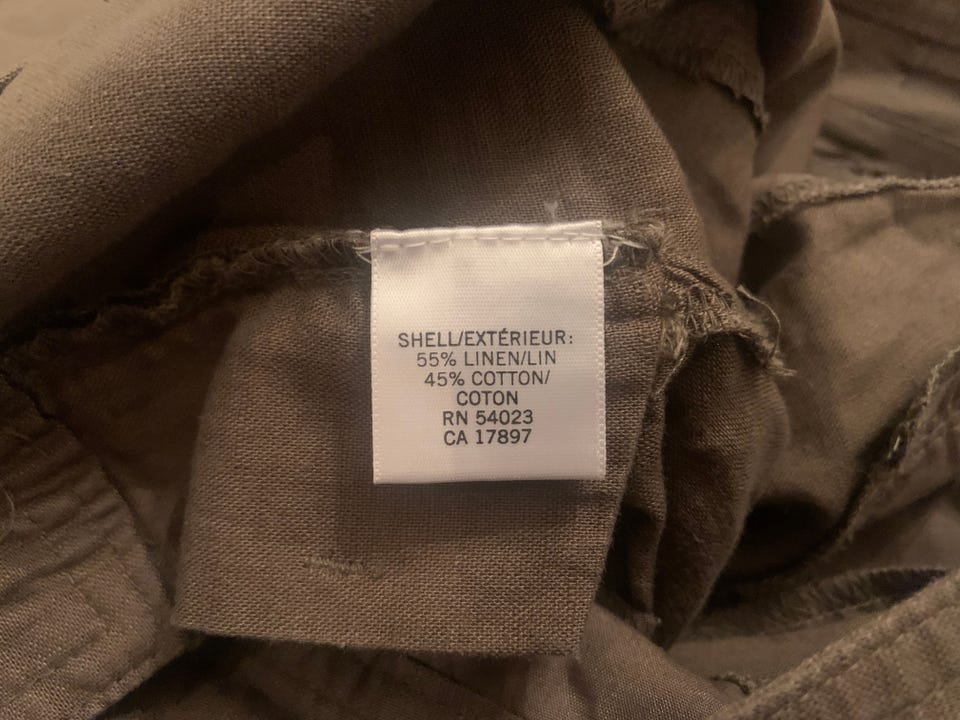 SHELL/EXTÉRIEUR:
55% LINEN/LIN
45% COTTON/
COTON
RN 54023
CA 17897